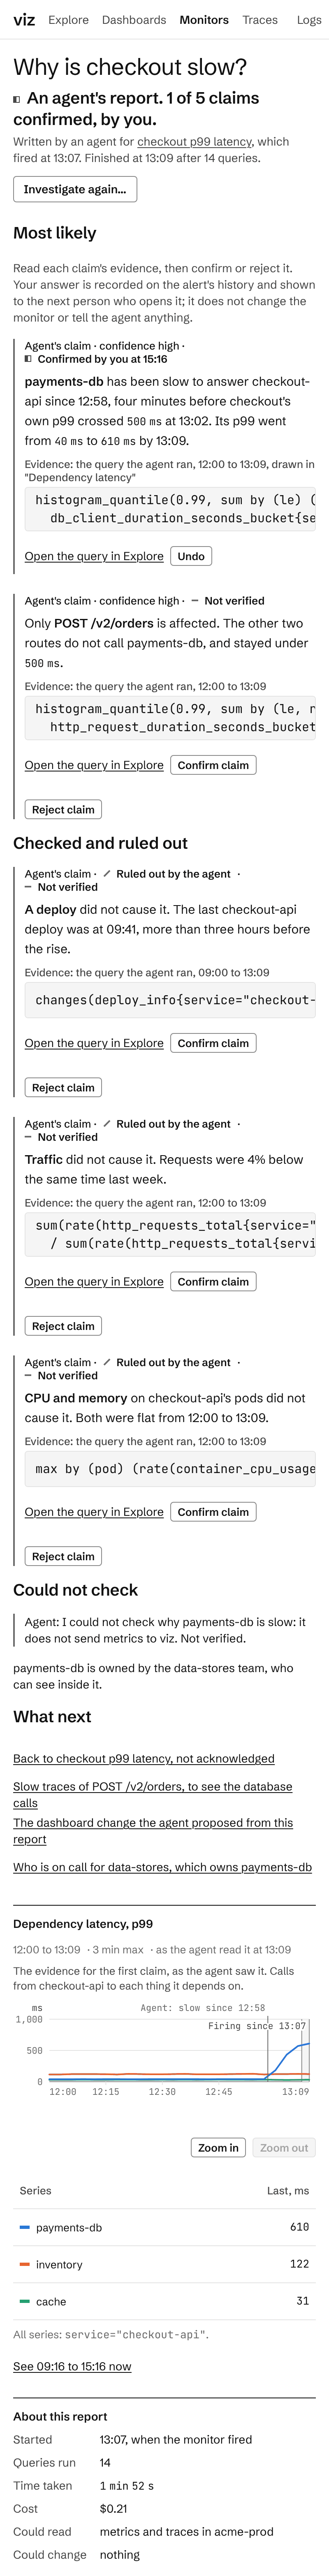 viz Explore Dashboards Monitors Traces Logs
Why is checkout slow?
An agent's report. 1 of 5 claims
confirmed, by you.
Written by an agent for checkout p99 latency, which
fired at 13:07. Finished at 13:09 after 14 queries.
Investigate again...
Most likely
Read each claim's evidence, then confirm or reject it.
Your answer is recorded on the alert's history and shown
to the next person who opens it; it does not change the
monitor or tell the agent anything.
Agent's claim · confidence high ·
Confirmed by you at 15:16
payments-db has been slow to answer checkout-
api since 12:58, four minutes before checkout's
own p99 crossed 500 ms at 13:02. Its p99 went
from 40 ms to 610 ms by 13:09.
Evidence: the query the agent ran, 12:00 to 13:09, drawn in
"Dependency latency"
histogram_quantile(0.99, sum by (le) (
db_client_duration_seconds_bucket{se
Open the query in Explore Undo
Agent's claim · confidence high · – Not verified
Only POST /v2/orders is affected. The other two
routes do not call payments-db, and stayed under
500 ms.
Evidence: the query the agent ran, 12:00 to 13:09
histogram_quantile(0.99, sum by (le, r
http_request_duration_seconds_bucket
Open the query in Explore Confirm claim
Reject claim
Checked and ruled out
Agent's claim · Ruled out by the agent ·
– Not verified
A deploy did not cause it. The last checkout-api
deploy was at 09:41, more than three hours before
the rise.
Evidence: the query the agent ran, 09:00 to 13:09
changes(deploy_info{service="checkout-
Open the query in Explore Confirm claim
Reject claim
Agent's claim · Ruled out by the agent ·
– Not verified
Traffic did not cause it. Requests were 4% below
the same time last week.
Evidence: the query the agent ran, 12:00 to 13:09
sum(rate(http_requests_total{service="
/ sum(rate(http_requests_total{servi
Open the query in Explore Confirm claim
Reject claim
Agent's claim · Ruled out by the agent ·
– Not verified
CPU and memory on checkout-api's pods did not
cause it. Both were flat from 12:00 to 13:09.
Evidence: the query the agent ran, 12:00 to 13:09
max by (pod) (rate(container_cpu_usage
Open the query in Explore Confirm claim
Reject claim
Could not check
Agent: I could not check why payments-db is slow: it
does not send metrics to viz. Not verified.
payments-db is owned by the data-stores team, who
can see inside it.
What next
Back to checkout p99 latency, not acknowledged
Slow traces of POST /v2/orders, to see the database
calls
The dashboard change the agent proposed from this
report
Who is on call for data-stores, which owns payments-db
Dependency latency, p99
12:00 to 13:09 · 3 min max · as the agent read it at 13:09
The evidence for the first claim, as the agent saw it. Calls
from checkout-api to each thing it depends on.
ms Agent: slow since 12:58
1,000 Firing since 13:07
500
0
12:00 12:15 12:30 12:45 13:09
Zoom in Zoom out
Series Last, ms
payments-db 610
inventory 122
cache 31
All series: service="checkout-api".
See 09:16 to 15:16 now
About this report
Started 13:07, when the monitor fired
Queries run 14
Time taken 1 min 52 s
Cost $0.21
Could read metrics and traces in acme-prod
Could change nothing